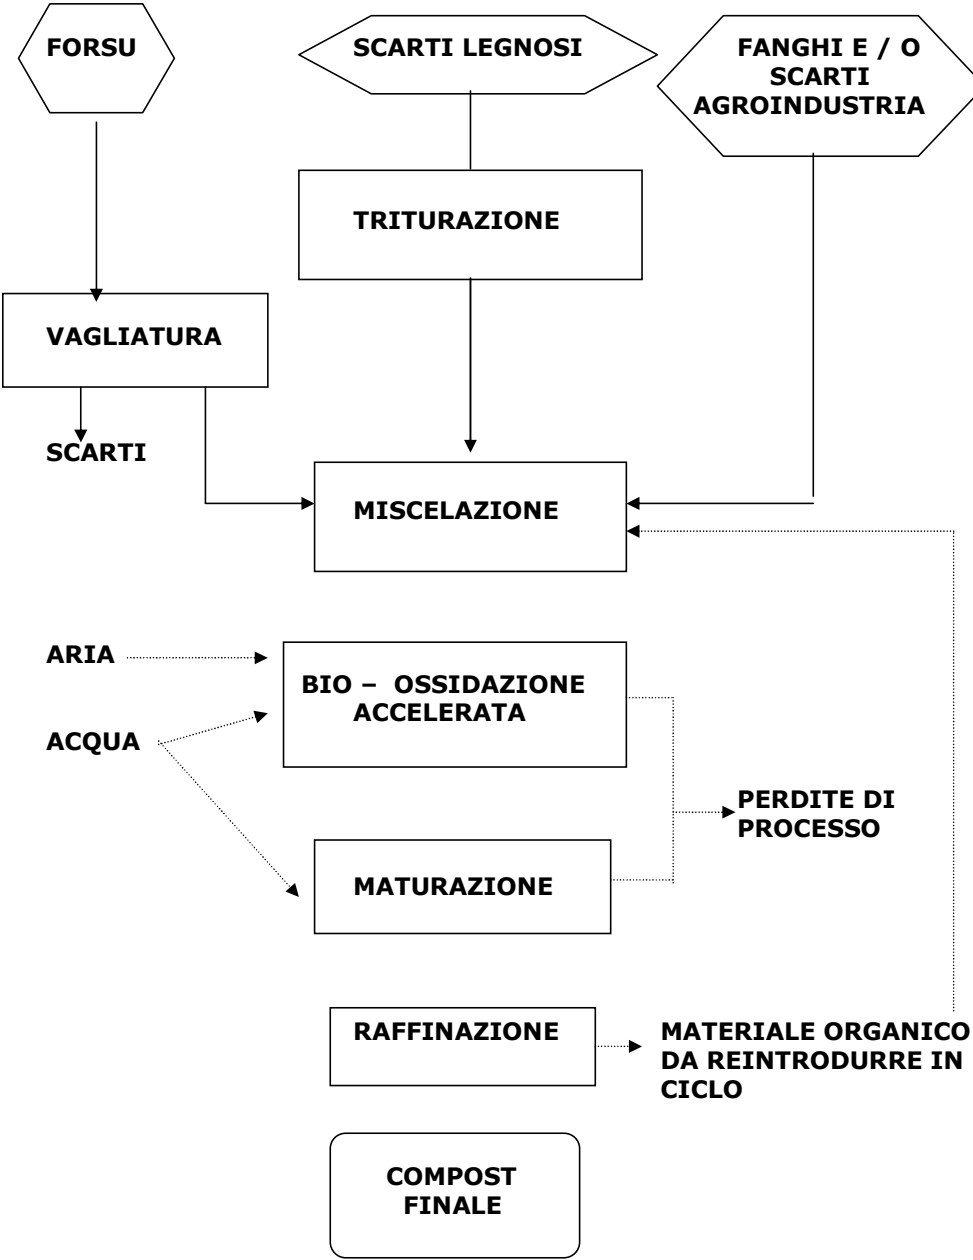 FORSU
SCARTI LEGNOSI
FANGHI E / O
SCARTI
AGROINDUSTRIA
TRITURAZIONE
VAGLIATURA
SCARTI
MISCELAZIONE
ARIA
BIO – OSSIDAZIONE
ACCELERATA
ACQUA
PERDITE DI
PROCESSO
MATURAZIONE
RAFFINAZIONE
MATERIALE ORGANICO
DA REINTRODURRE IN
CICLO
COMPOST
FINALE